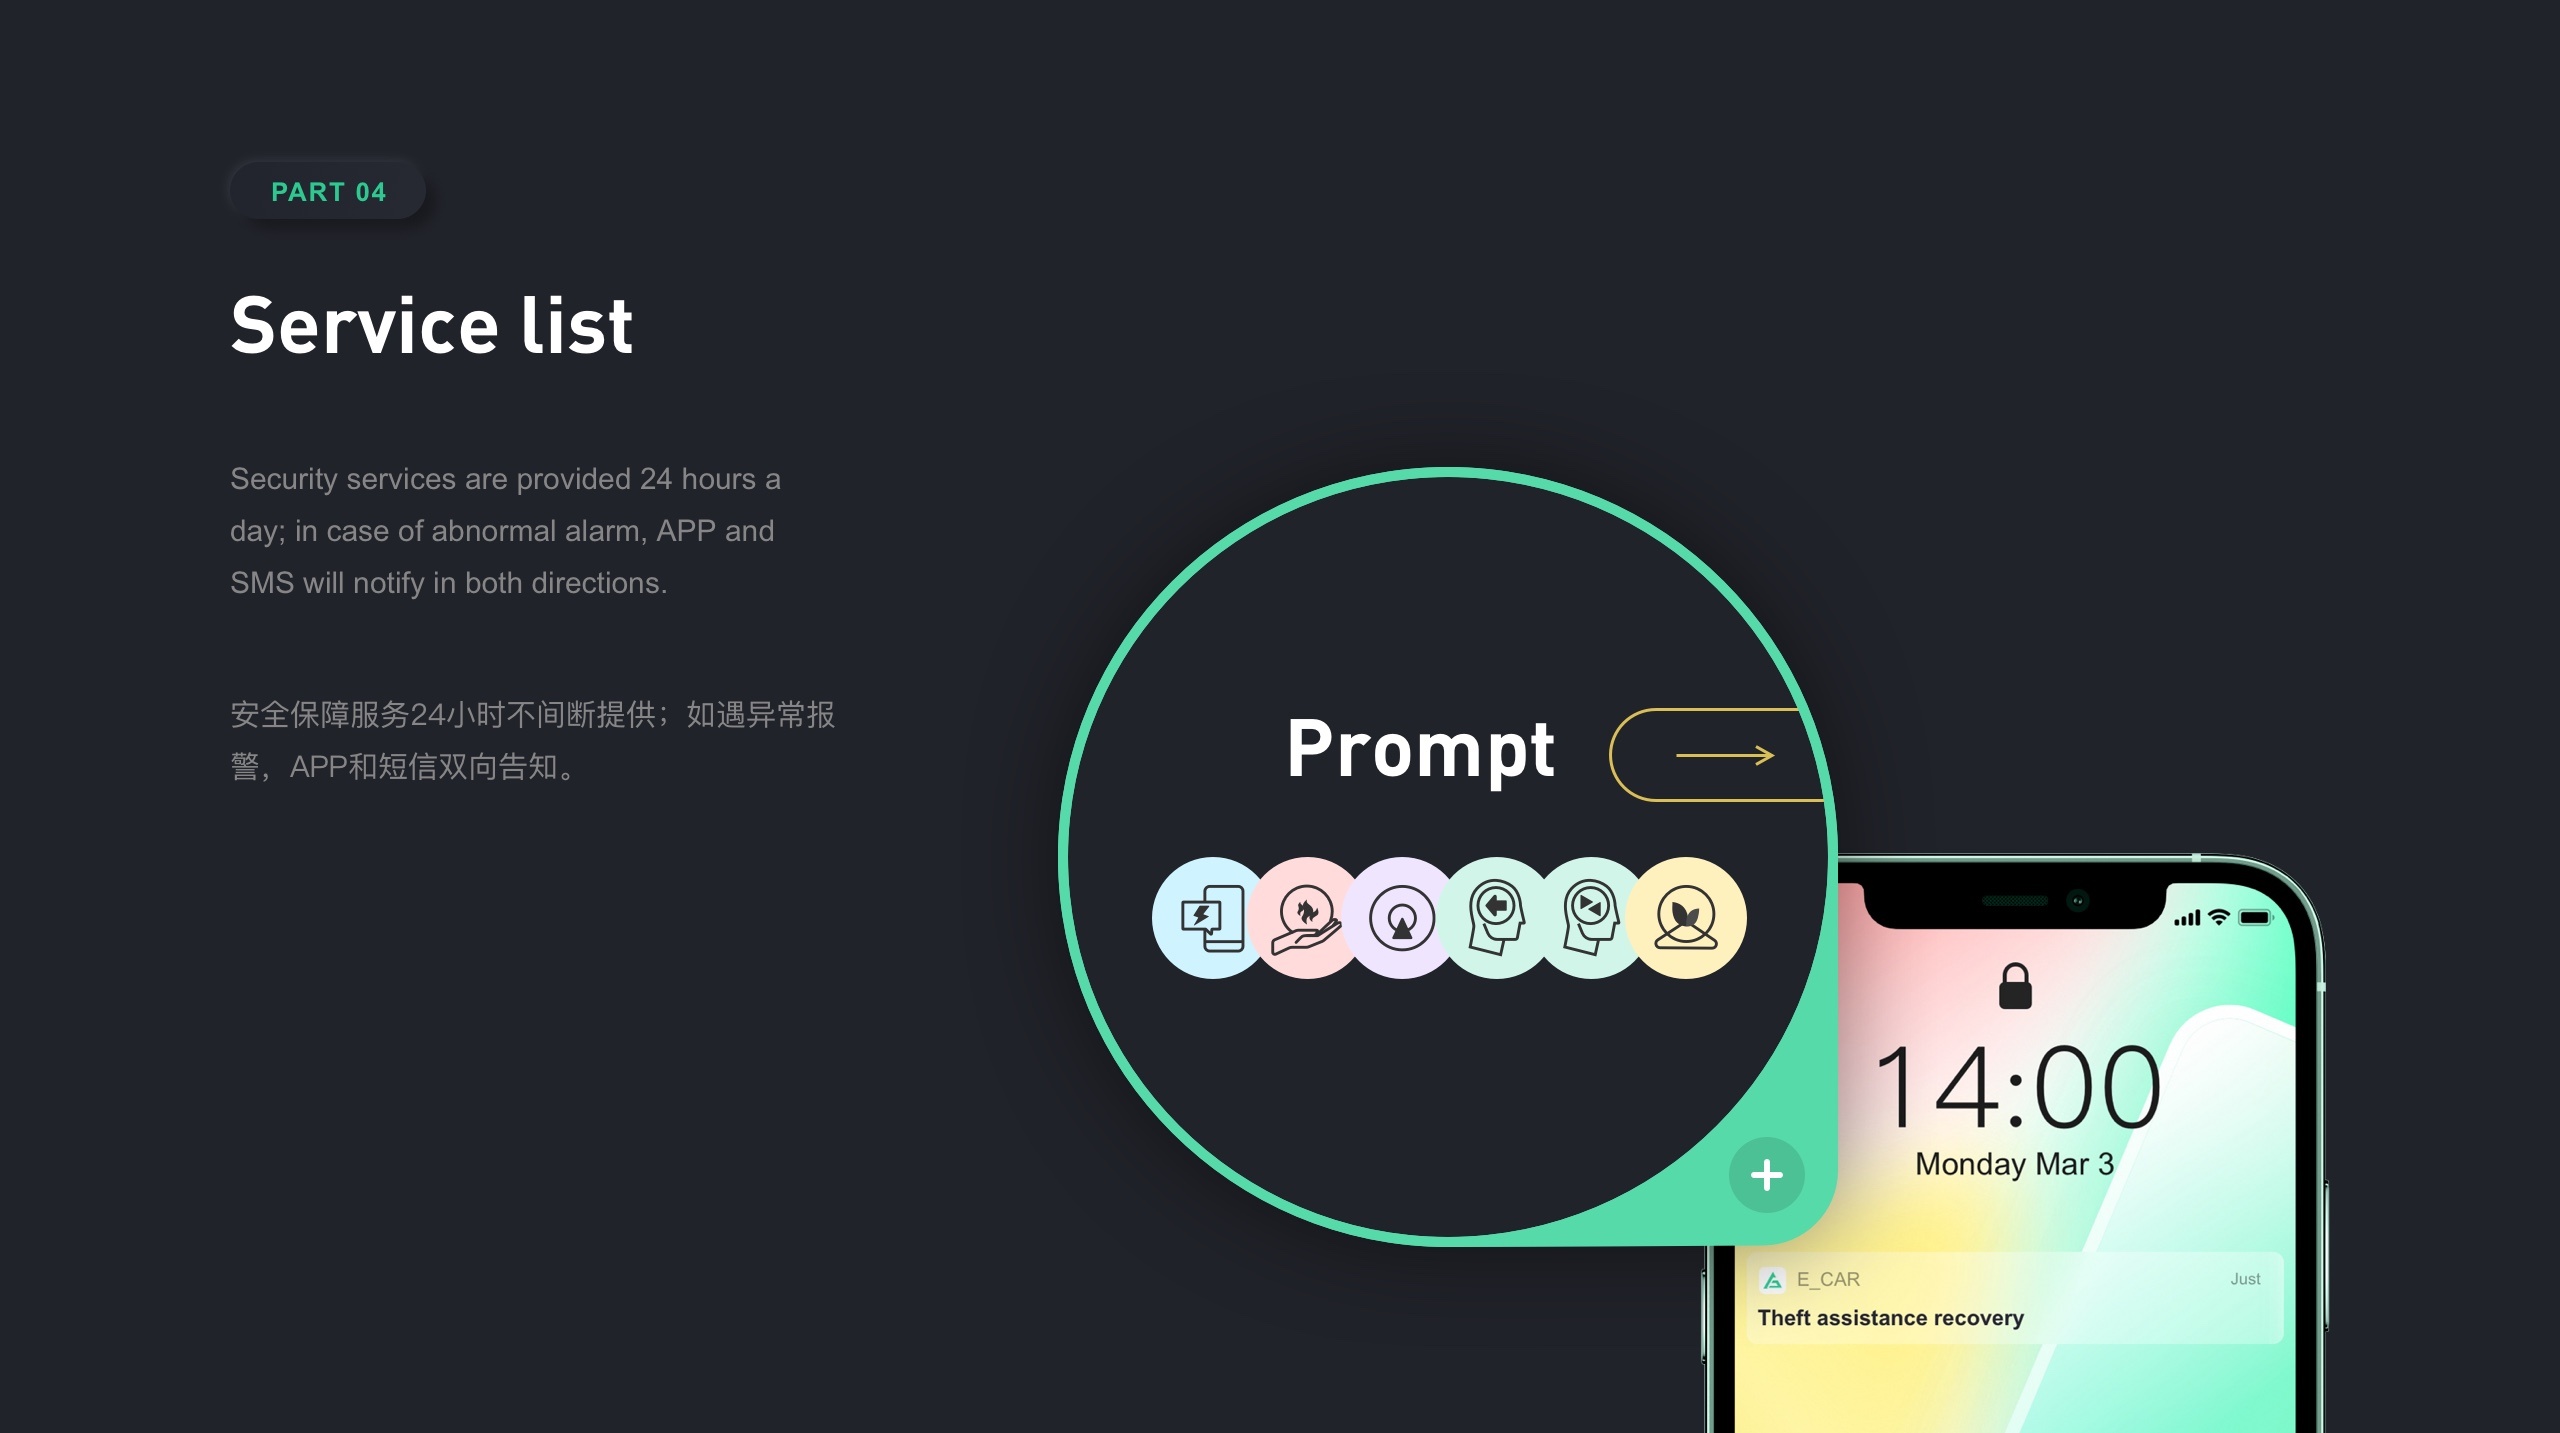 PART 04
Service list
Security services are provided 24 hours a
day; in case of abnormal alarm, APP and
SMS will notify in both directions.
安全保障服务24小时不间断提供；如遇异常报
警，APP和短信双向告知。
Prompt
14:00
Monday Mar 3
E_CAR
Just
Theft assistance recovery